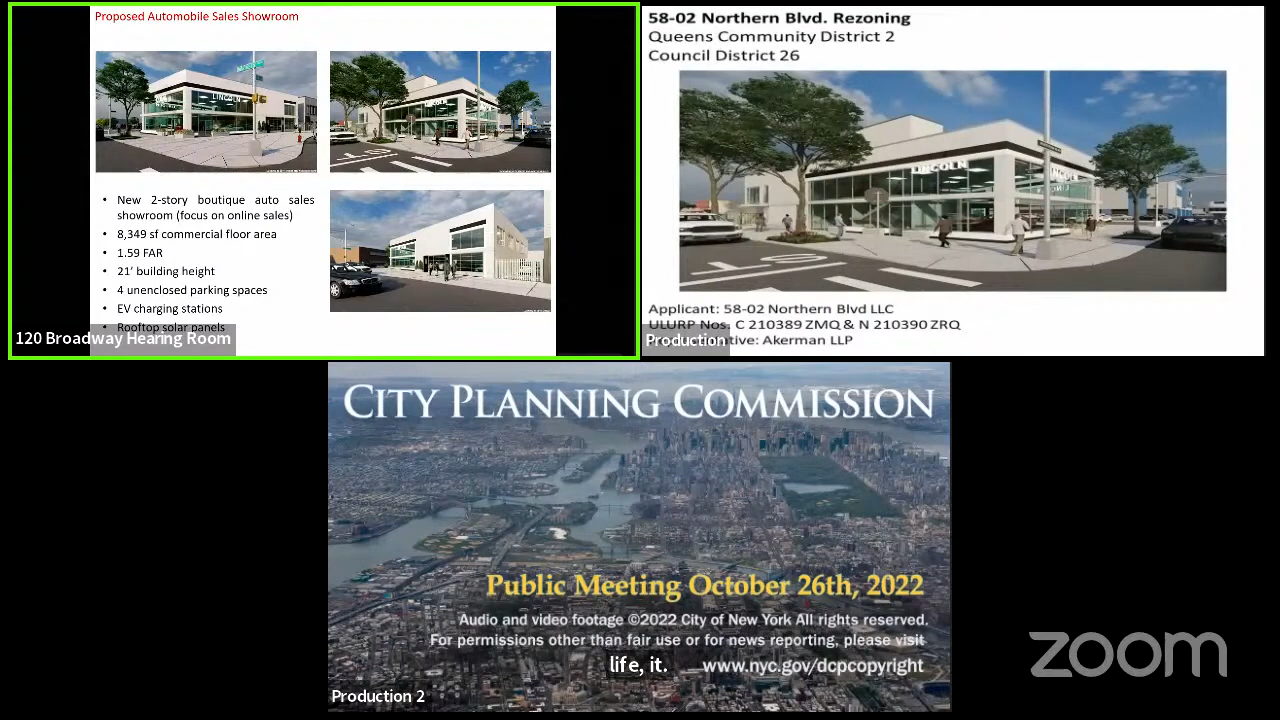 Proposed Automobile Sales Showroom
LINCOLN
LINCOLN
• New 2-story boutique auto sales
showroom (focus on online sales)
• 8,349 sf commercial floor area
• 1.59 FAR
• 21' building height
• 4 unenclosed parking spaces
• EV charging stations
• Rooftop solar panels
120 Broadway Hearing Room
58-02 Northern Blvd. Rezoning
Queens Community District 2
Council District 26
LINCOLN
LINCOLN
Applicant: 58-02 Northern Blvd LLC
ULURP Nos. C 210389 ZMQ & N 210390 ZRQ
Akerman LLP
Production
CITY PLANNING COMMISSION
Public Meeting October 26th, 2022
Audio and video footage ©2022 City of New York All rights reserved.
For permissions other than fair use or for news reporting, please visit
life, it. www.nyc.gov/dcpcopyright
Production 2
zoom